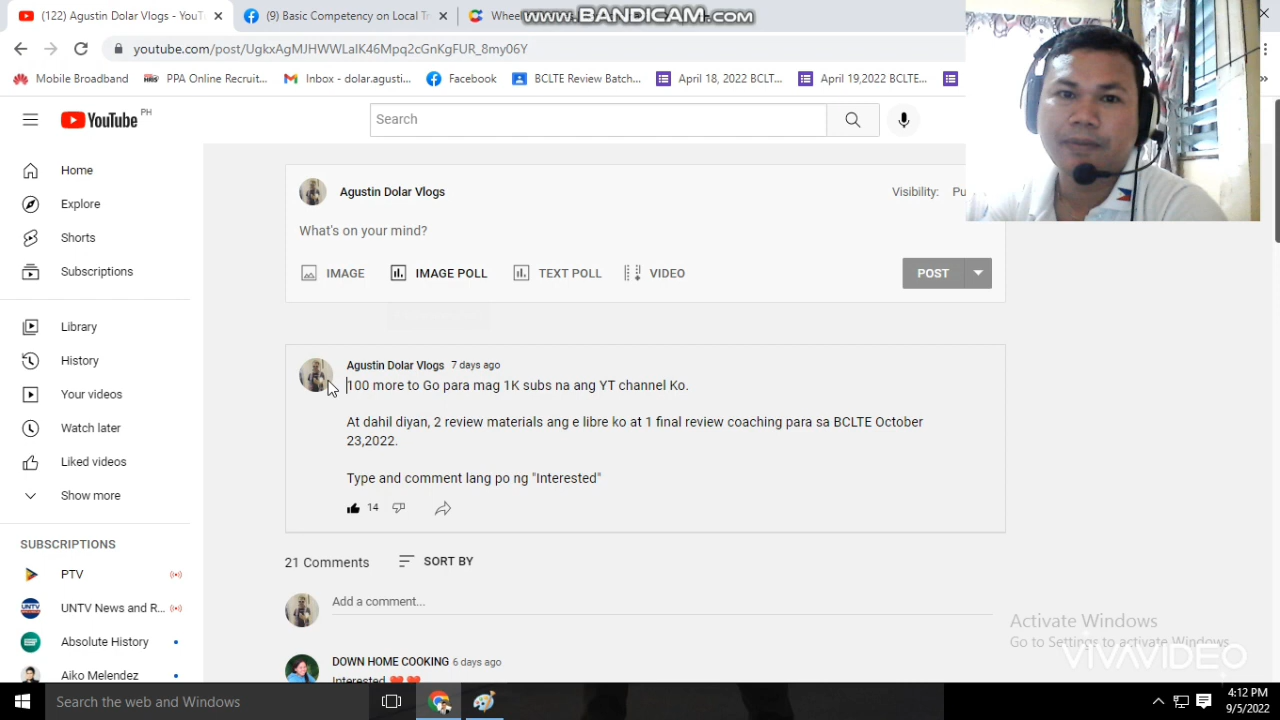 (122) Agustin Dolar Vlogs - YouT
(9) Basic Competency on Local Tr
Whee
www.BANDICAM.com
youtube.com/post/UgkxAgMJHWWLaIK46Mpq2cGnKgFUR_8my06Y
Mobile Broadband
PPA Online Recruit...
Inbox - dolar.agusti...
Facebook
BCLTE Review Batch...
April 18, 2022 BCLT...
April 19,2022 BCLTE...
YouTube PH
Search
Home
Explore
Shorts
Subscriptions
Library
History
Your videos
Watch later
Liked videos
Show more
SUBSCRIPTIONS
PTV
UNTV News and R...
Absolute History
Aiko Melendez
Agustin Dolar Vlogs
Visibility: Pu
What's on your mind?
IMAGE
IMAGE POLL
TEXT POLL
VIDEO
POST
Agustin Dolar Vlogs 7 days ago
100 more to Go para mag 1K subs na ang YT channel Ko.
At dahil diyan, 2 review materials ang e libre ko at 1 final review coaching para sa BCLTE October
23,2022.
Type and comment lang po ng "Interested"
14
21 Comments
SORT BY
Add a comment...
DOWN HOME COOKING 6 days ago
Interested
Activate Windows
Go to Settings to activate Windows.
VIVAVIDEO
Search the web and Windows
4:12 PM
9/5/2022